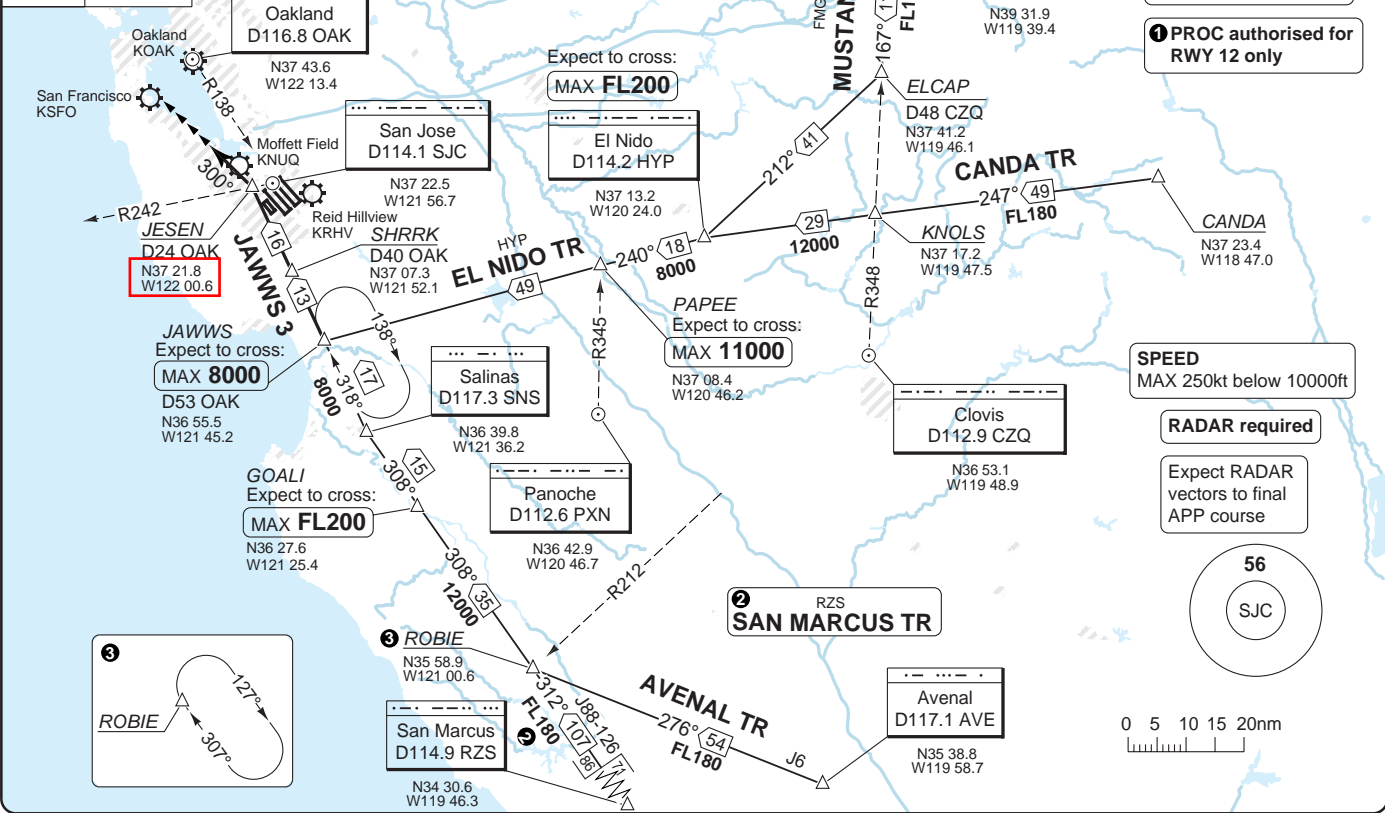 Oakland
D116.8 OAK
N37 43.6
W122 13.4
Oakland
KOAK
R138
San Francisco
KSFO
Moffett Field
KNUQ
300°
R242
San Jose
D114.1 SJC
N37 22.5
W121 56.7
Reid Hillview
KRHV
JESEN
D24 OAK
N37 21.8
W122 00.6
16
SHRRK
D40 OAK
N37 07.3
W121 52.1
13
JAWWS 3
JAWWS
Expect to cross:
MAX 8000
D53 OAK
N36 55.5
W121 45.2
138°
17
318°
8000
HYP
EL NIDO TR
49
Expect to cross:
MAX FL200
El Nido
D114.2 HYP
N37 13.2
W120 24.0
240°
18
8000
PAPEE
Expect to cross:
MAX 11000
N37 08.4
W120 46.2
R345
MUSTAN
167°
ELCAP
D48 CZQ
N37 41.2
W119 46.1
N39 31.9
W119 39.4
212°
41
29
12000
CANDA TR
247°
49
FL180
KNOLS
N37 17.2
W119 47.5
CANDA
N37 23.4
W118 47.0
R348
Clovis
D112.9 CZQ
N36 53.1
W119 48.9
1 PROC authorised for
RWY 12 only
SPEED
MAX 250kt below 10000ft
RADAR required
Expect RADAR
vectors to final
APP course
56
SJC
Salinas
D117.3 SNS
N36 39.8
W121 36.2
Panoche
D112.6 PXN
N36 42.9
W120 46.7
308°
15
GOALI
Expect to cross:
MAX FL200
N36 27.6
W121 25.4
308°
35
12000
R212
2 RZS
SAN MARCUS TR
3 ROBIE
N35 58.9
W121 00.6
312°
FL180
107
J88-126
86
71
2
San Marcus
D114.9 RZS
N34 30.6
W119 46.3
AVENAL TR
276°
54
FL180
J6
Avenal
D117.1 AVE
N35 38.8
W119 58.7
3
ROBIE
127°
307°
0 5 10 15 20nm